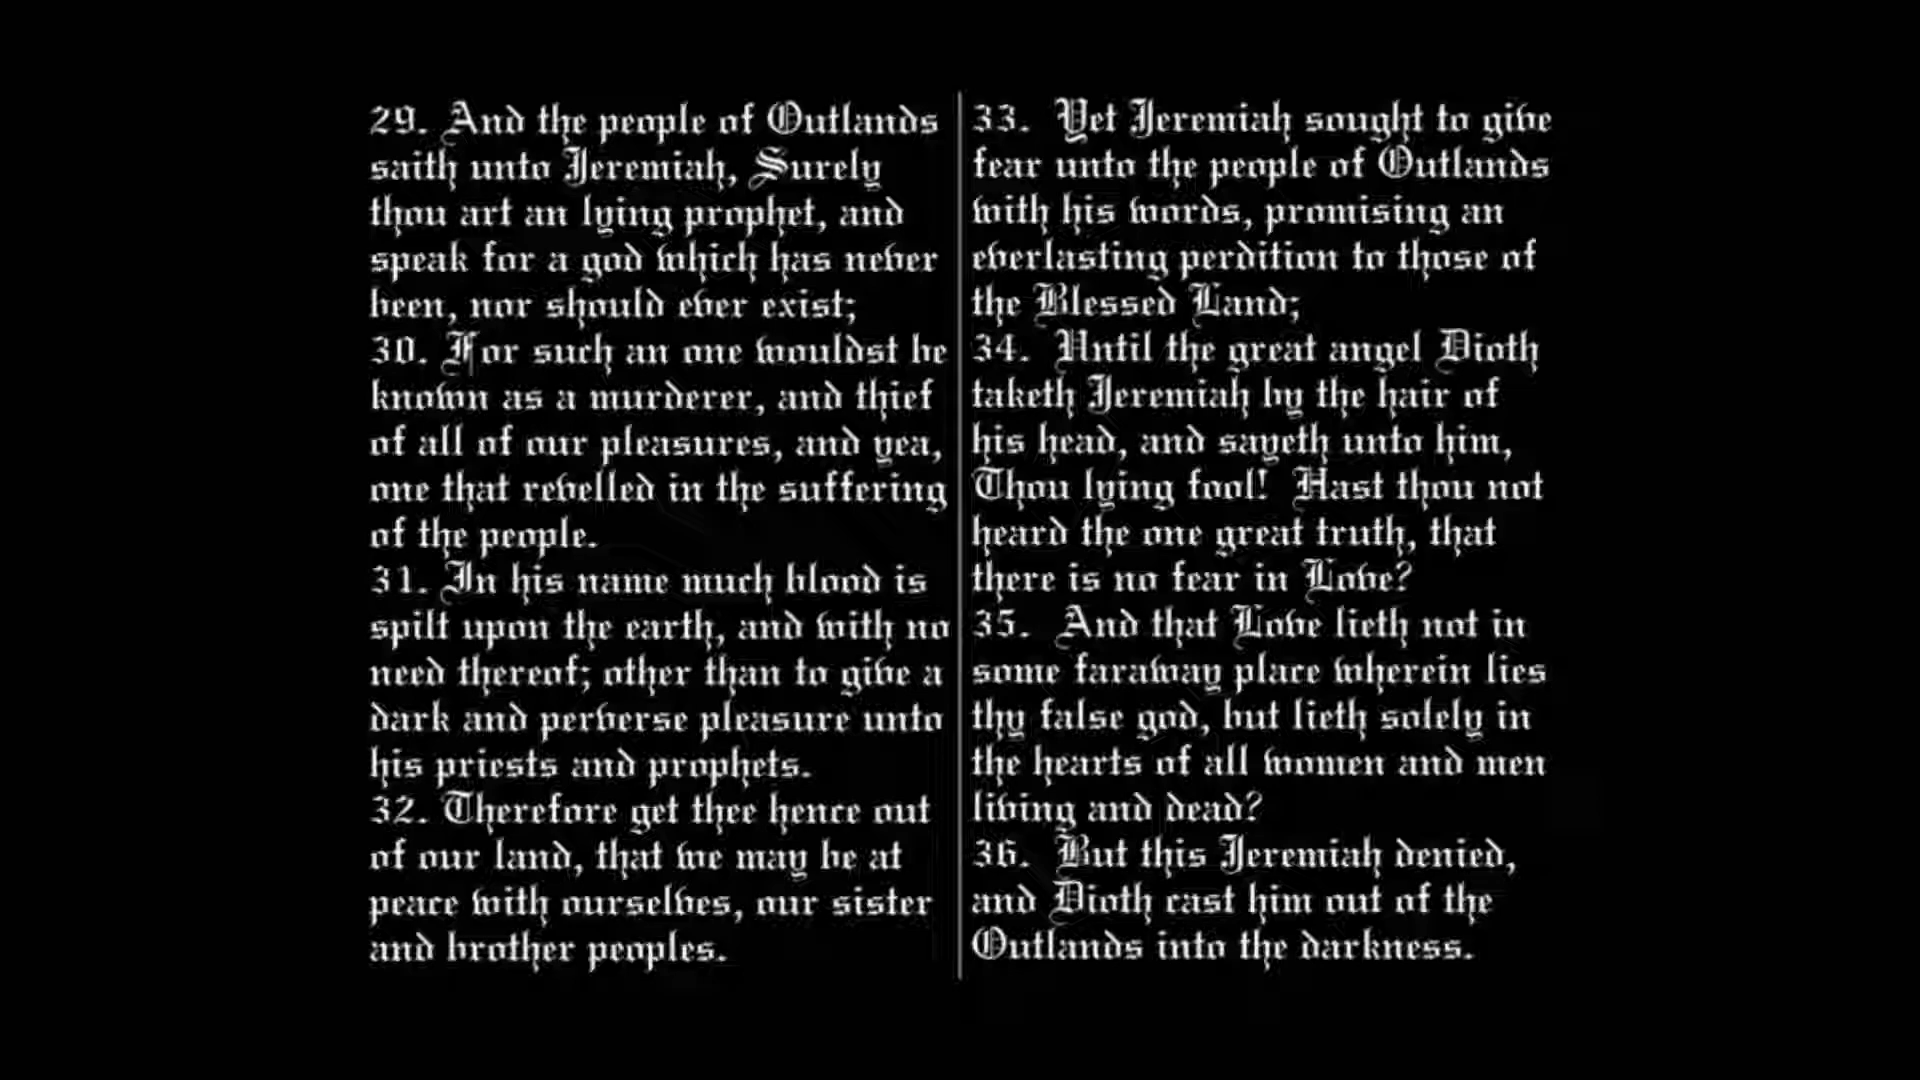 29. And the people of Outlands
saith unto Jeremiah, Surely
thou art an lying prophet, and
speak for a god which has never
been, nor should ever exist;
30. For such an one wouldst be
known as a murderer, and thief
of all of our pleasures, and yea,
one that revelled in the suffering
of the people.
31. In his name much blood is
spilt upon the earth, and with no
need thereof; other than to give a
dark and perverse pleasure unto
his priests and prophets.
32. Therefore get thee hence out
of our land, that we may be at
peace with ourselves, our sister
and brother peoples.
33. Yet Jeremiah sought to give
fear unto the people of Outlands
with his words, promising an
everlasting perdition to those of
the Blessed Land;
34. Until the great angel Dioth
taketh Jeremiah by the hair of
his head, and sayeth unto him,
Thou lying fool! Hast thou not
heard the one great truth, that
there is no fear in Love?
35. And that Love lieth not in
some faraway place wherein lies
thy false god, but lieth solely in
the hearts of all women and men
living and dead?
36. But this Jeremiah denied,
and Dioth cast him out of the
Outlands into the darkness.